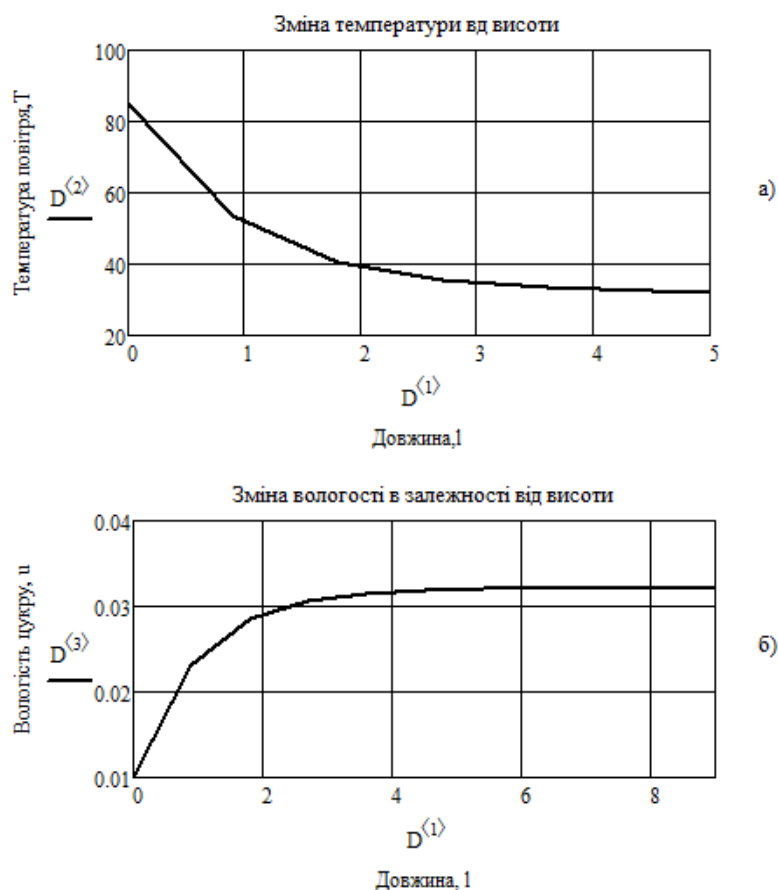 Зміна температури вд висоти
100
80
60
40
20
Температура повітря,Т
D⟨2⟩
а)
0 1 2 3 4 5
D⟨1⟩
Довжина,l
Зміна вологості в залежності від висоти
0.04
0.03
0.02
0.01
Вологість цукру, u
D⟨3⟩
б)
0 2 4 6 8
D⟨1⟩
Довжина, l